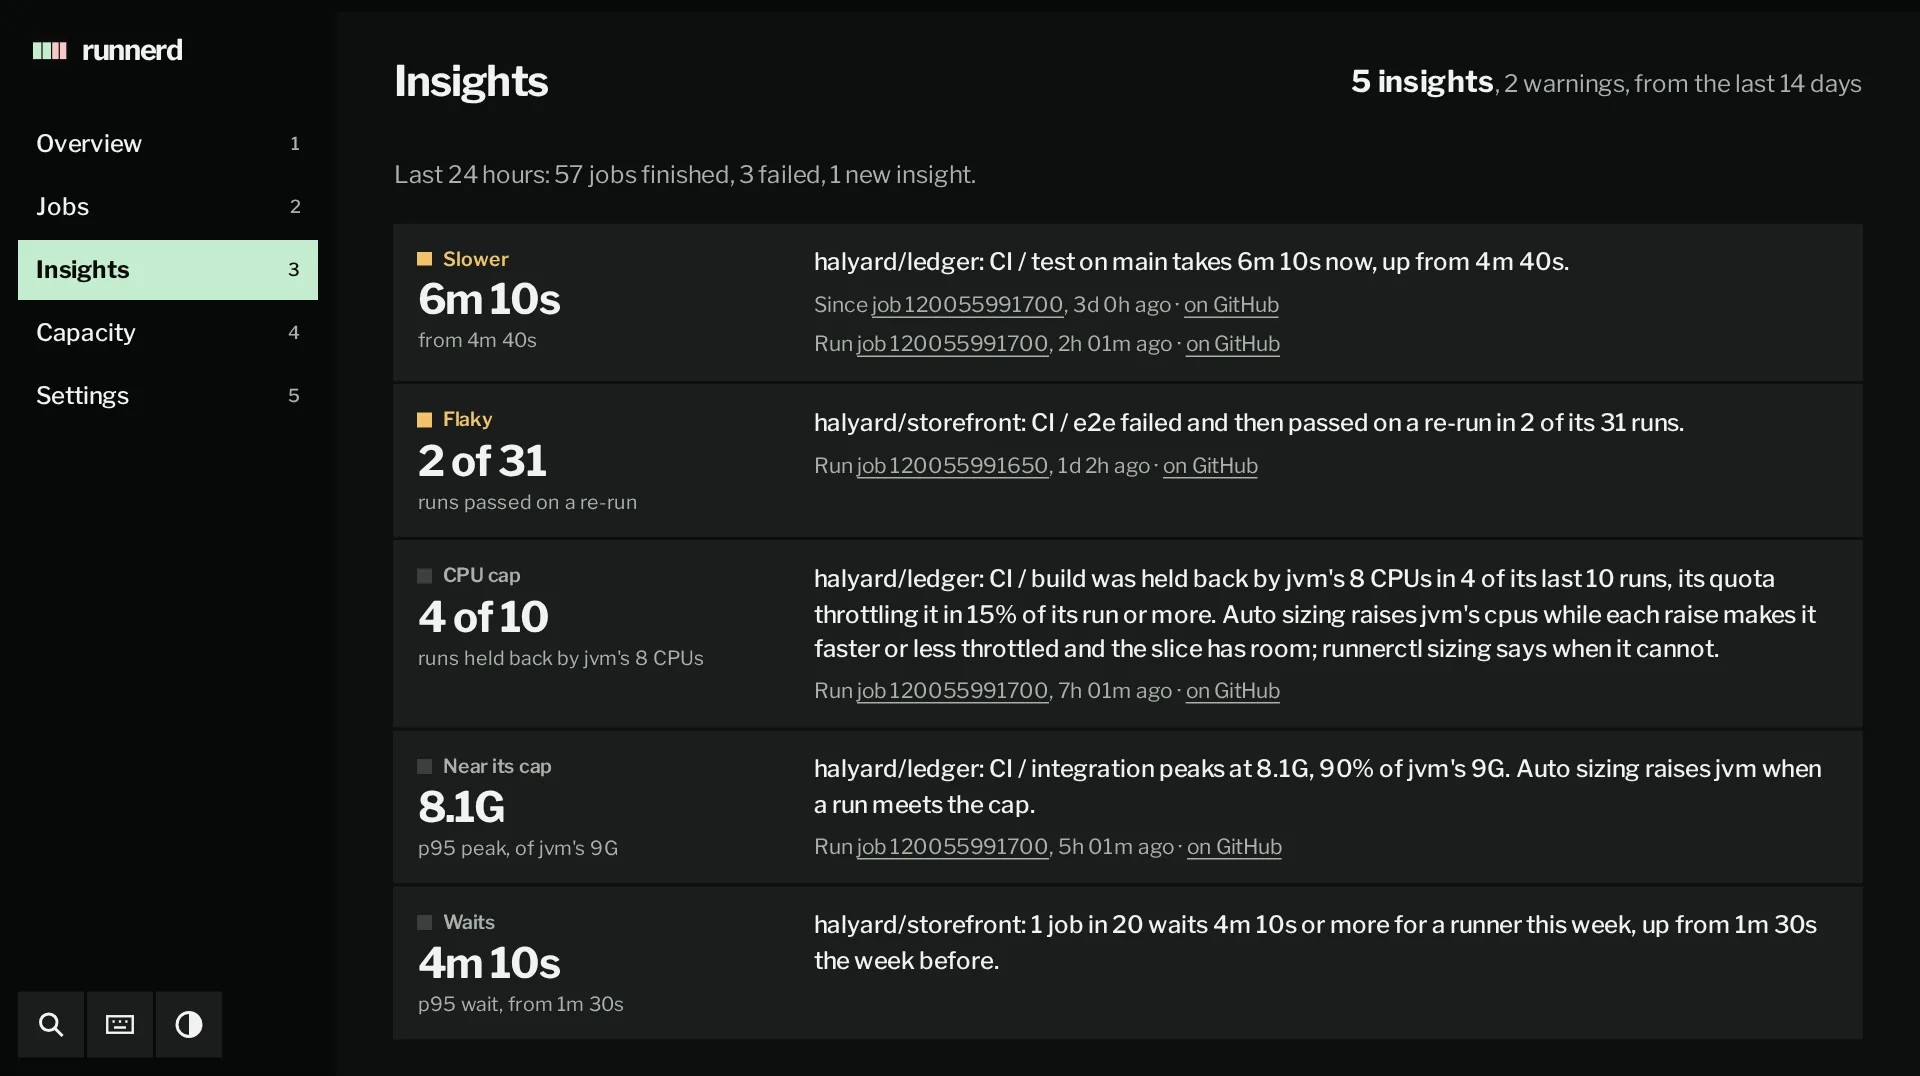 runnerd
Overview 1
Jobs 2
Insights 3
Capacity 4
Settings 5
Insights
5 insights, 2 warnings, from the last 14 days
Last 24 hours: 57 jobs finished, 3 failed, 1 new insight.
Slower
6m 10s
from 4m 40s
halyard/ledger: CI / test on main takes 6m 10s now, up from 4m 40s.
Since job 120055991700, 3d 0h ago · on GitHub
Run job 120055991700, 2h 01m ago · on GitHub
Flaky
2 of 31
runs passed on a re-run
halyard/storefront: CI / e2e failed and then passed on a re-run in 2 of its 31 runs.
Run job 120055991650, 1d 2h ago · on GitHub
CPU cap
4 of 10
runs held back by jvm's 8 CPUs
halyard/ledger: CI / build was held back by jvm's 8 CPUs in 4 of its last 10 runs, its quota
throttling it in 15% of its run or more. Auto sizing raises jvm's cpus while each raise makes it
faster or less throttled and the slice has room; runnerctl sizing says when it cannot.
Run job 120055991700, 7h 01m ago · on GitHub
Near its cap
8.1G
p95 peak, of jvm's 9G
halyard/ledger: CI / integration peaks at 8.1G, 90% of jvm's 9G. Auto sizing raises jvm when
a run meets the cap.
Run job 120055991700, 5h 01m ago · on GitHub
Waits
4m 10s
p95 wait, from 1m 30s
halyard/storefront: 1 job in 20 waits 4m 10s or more for a runner this week, up from 1m 30s
the week before.